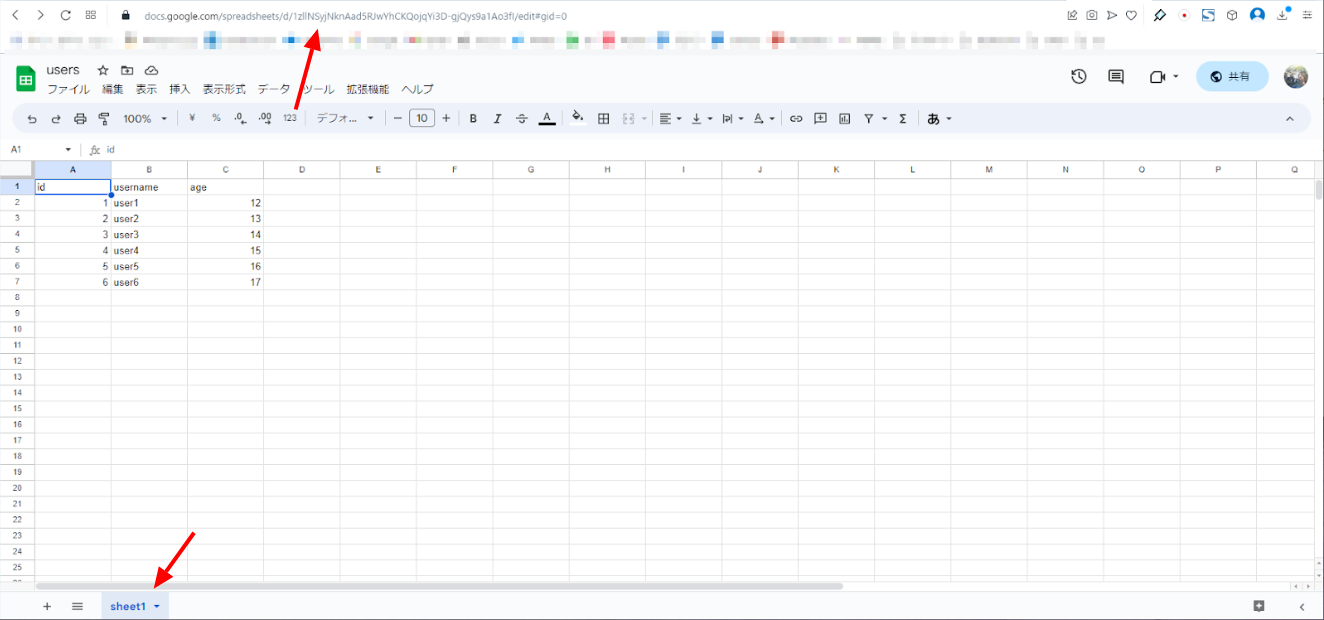 docs.google.com/spreadsheets/d/1zllNSyjNknAad5RJwYhCKQojqYi3D-gjQys9a1Ao3fI/edit#gid=0
users
ファイル 編集 表示 挿入 表示形式 データ ツール 拡張機能 ヘルプ
共有
100% ¥ % .0 .00 123 デフォ... − 10 + B I A Σ あ
A1 fx id
A B C D E F G H I J K L M N O P Q
1 id username age
2 1 user1 12
3 2 user2 13
4 3 user3 14
5 4 user4 15
6 5 user5 16
7 6 user6 17
8
9
10
11
12
13
14
15
16
17
18
19
20
21
22
23
24
25
+ sheet1